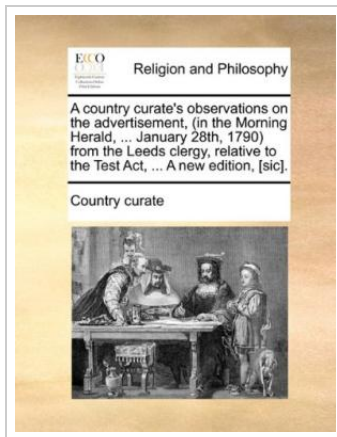 ECCO
Religion and Philosophy
A country curate's observations on
the advertisement, (in the Morning
Herald, ... January 28th, 1790)
from the Leeds clergy, relative to
the Test Act, ... A new edition, [sic].
Country curate